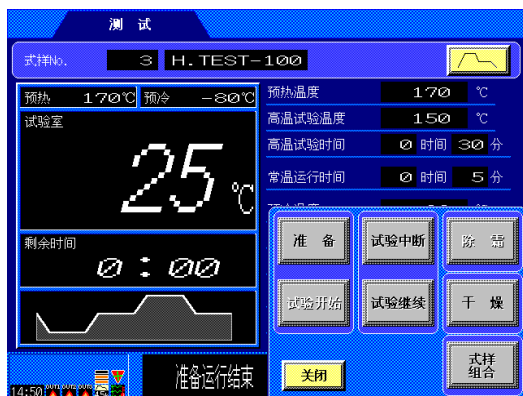 测 试
式样No. 3 H.TEST-100
预热 170℃ 预冷 -80℃
试验室
25 ℃
剩余时间
0:00
预热温度 170 ℃
高温试验温度 150 ℃
高温试验时间 0 时间 30 分
常温运行时间 0 时间 5 分
准 备 试验中断 除 霜
试验开始 试验继续 干 燥
关闭 式样组合
14:50 准备运行结束